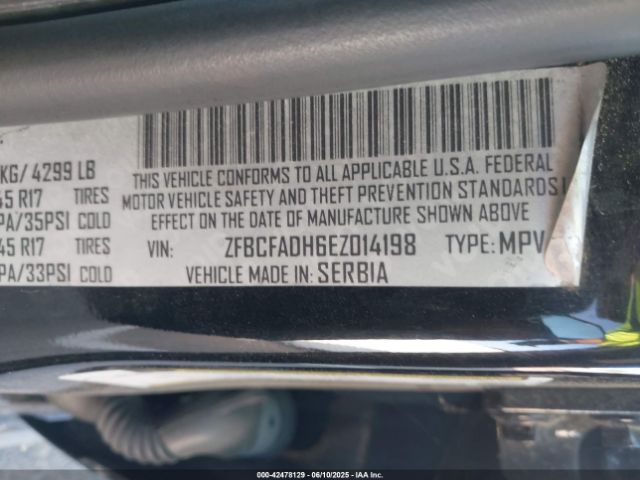 KG/ 4299 LB
45 R17 TIRES
PA/35PSI COLD
45 R17 TIRES
PA/33PSI COLD
THIS VEHICLE CONFORMS TO ALL APPLICABLE U.S.A. FEDERAL
MOTOR VEHICLE SAFETY AND THEFT PREVENTION STANDARDS I
EFFECT ON THE DATE OF MANUFACTURE SHOWN ABOVE
VIN: ZFBCFADH6EZ014198 TYPE: MPV
VEHICLE MADE IN: SERBIA
000-42478129 - 06/10/2025 - IAA Inc.